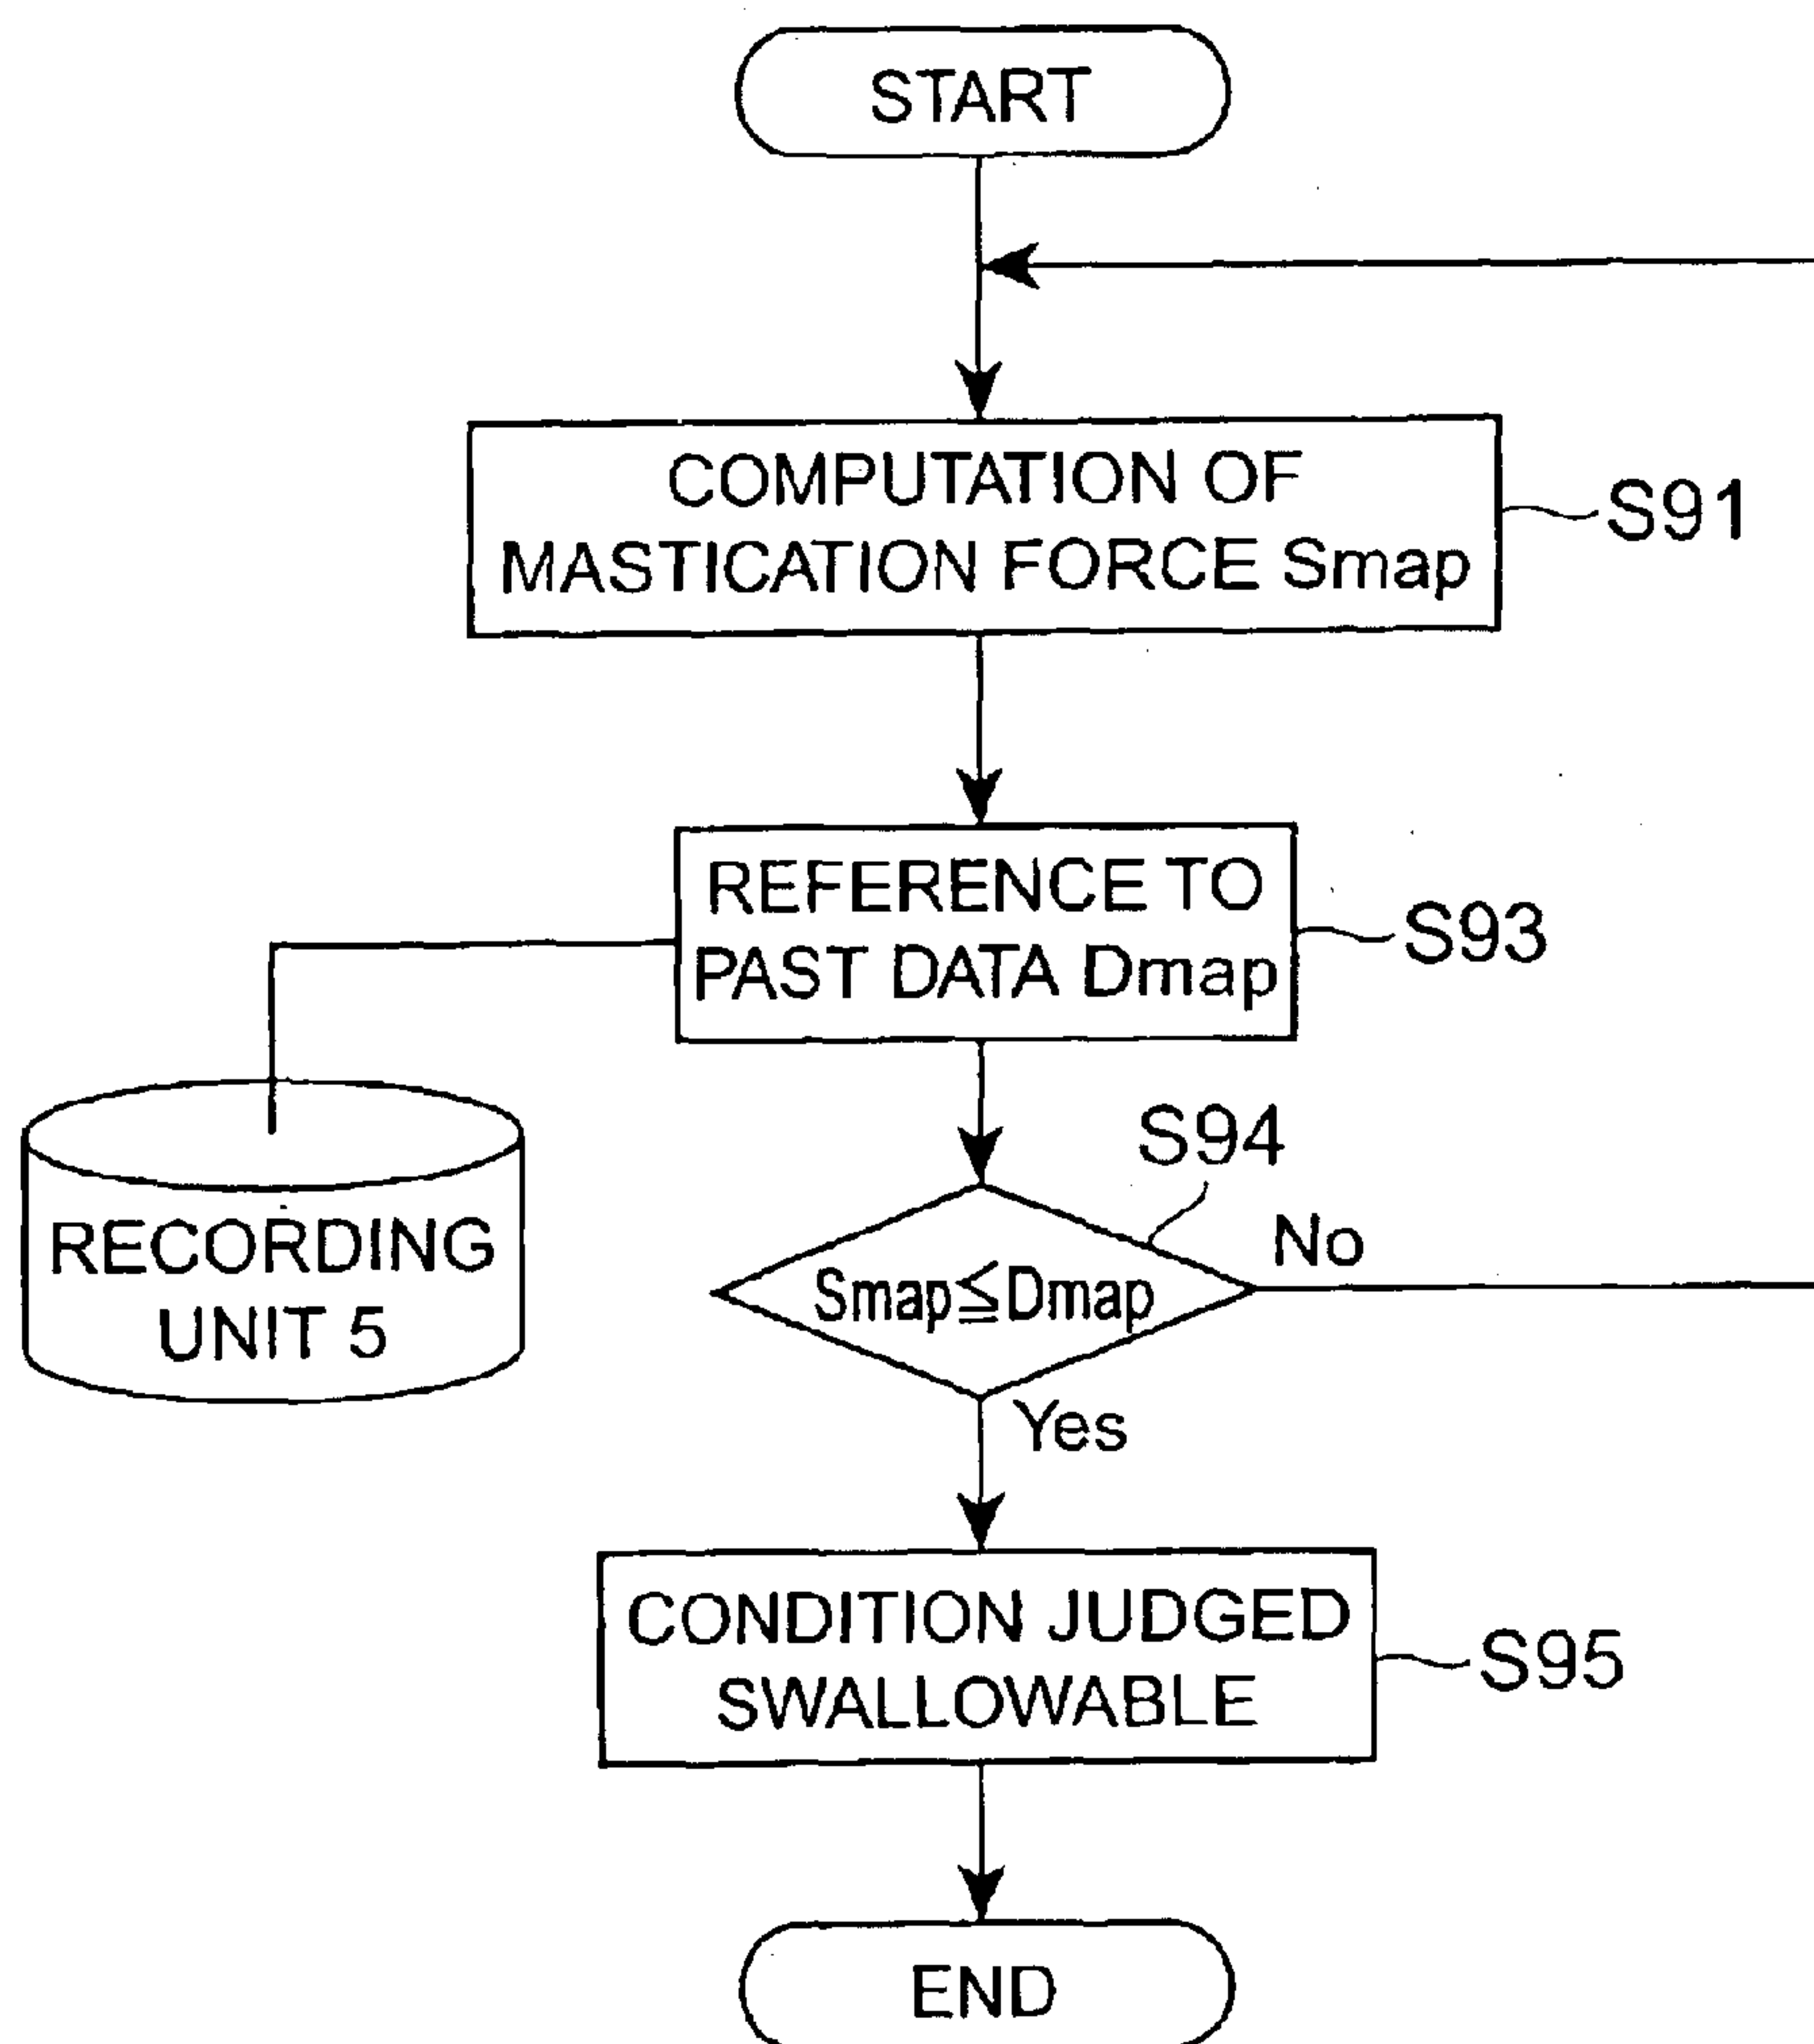 START
COMPUTATION OF
MASTICATION FORCE Smap
S91
REFERENCE TO
PAST DATA Dmap
S93
RECORDING
UNIT 5
S94
Smap≦Dmap
No
Yes
CONDITION JUDGED
SWALLOWABLE
S95
END